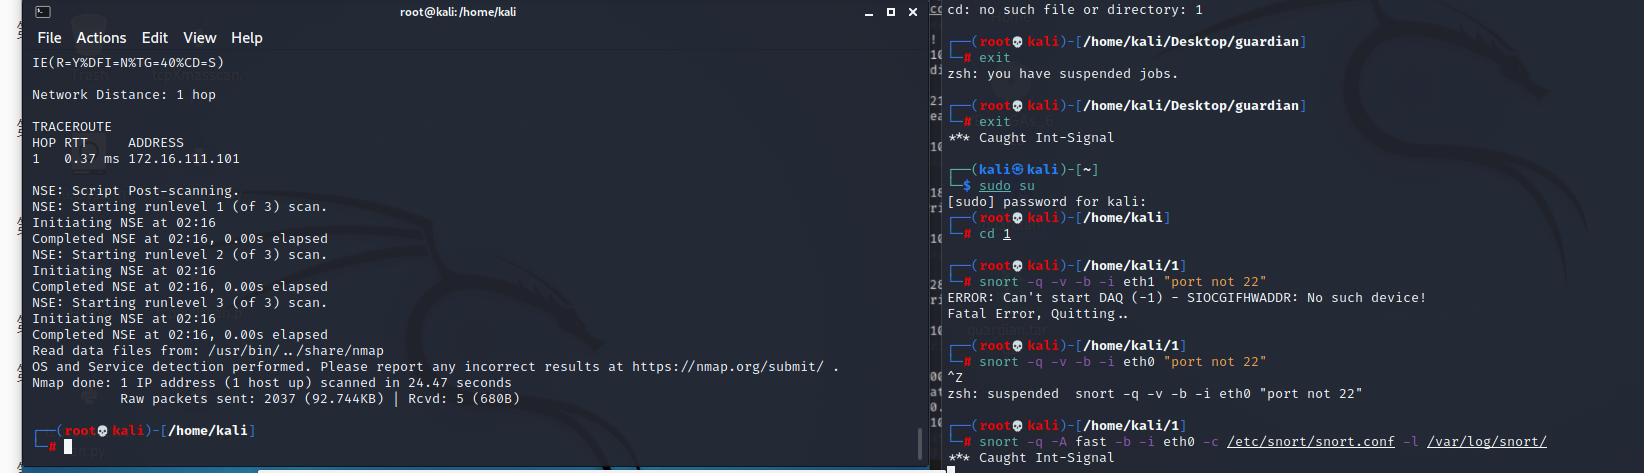 root@kali: /home/kali
File Actions Edit View Help
IE(R=Y%DFI=N%TG=40%CD=S)
Network Distance: 1 hop
TRACEROUTE
HOP RTT     ADDRESS
1   0.37 ms 172.16.111.101
NSE: Script Post-scanning.
NSE: Starting runlevel 1 (of 3) scan.
Initiating NSE at 02:16
Completed NSE at 02:16, 0.00s elapsed
NSE: Starting runlevel 2 (of 3) scan.
Initiating NSE at 02:16
Completed NSE at 02:16, 0.00s elapsed
NSE: Starting runlevel 3 (of 3) scan.
Initiating NSE at 02:16
Completed NSE at 02:16, 0.00s elapsed
Read data files from: /usr/bin/../share/nmap
OS and Service detection performed. Please report any incorrect results at https://nmap.org/submit/ .
Nmap done: 1 IP address (1 host up) scanned in 24.47 seconds
           Raw packets sent: 2037 (92.744KB) | Rcvd: 5 (680B)
┌──(root💀kali)-[/home/kali]
└─#
cd: no such file or directory: 1
┌──(root💀kali)-[/home/kali/Desktop/guardian]
└─# exit
zsh: you have suspended jobs.
┌──(root💀kali)-[/home/kali/Desktop/guardian]
└─# exit
*** Caught Int-Signal
┌──(kali㉿kali)-[~]
└─$ sudo su
[sudo] password for kali:
┌──(root💀kali)-[/home/kali]
└─# cd 1
┌──(root💀kali)-[/home/kali/1]
└─# snort -q -v -b -i eth1 "port not 22"
ERROR: Can't start DAQ (-1) - SIOCGIFHWADDR: No such device!
Fatal Error, Quitting..
┌──(root💀kali)-[/home/kali/1]
└─# snort -q -v -b -i eth0 "port not 22"
^Z
zsh: suspended  snort -q -v -b -i eth0 "port not 22"
┌──(root💀kali)-[/home/kali/1]
└─# snort -q -A fast -b -i eth0 -c /etc/snort/snort.conf -l /var/log/snort/
*** Caught Int-Signal